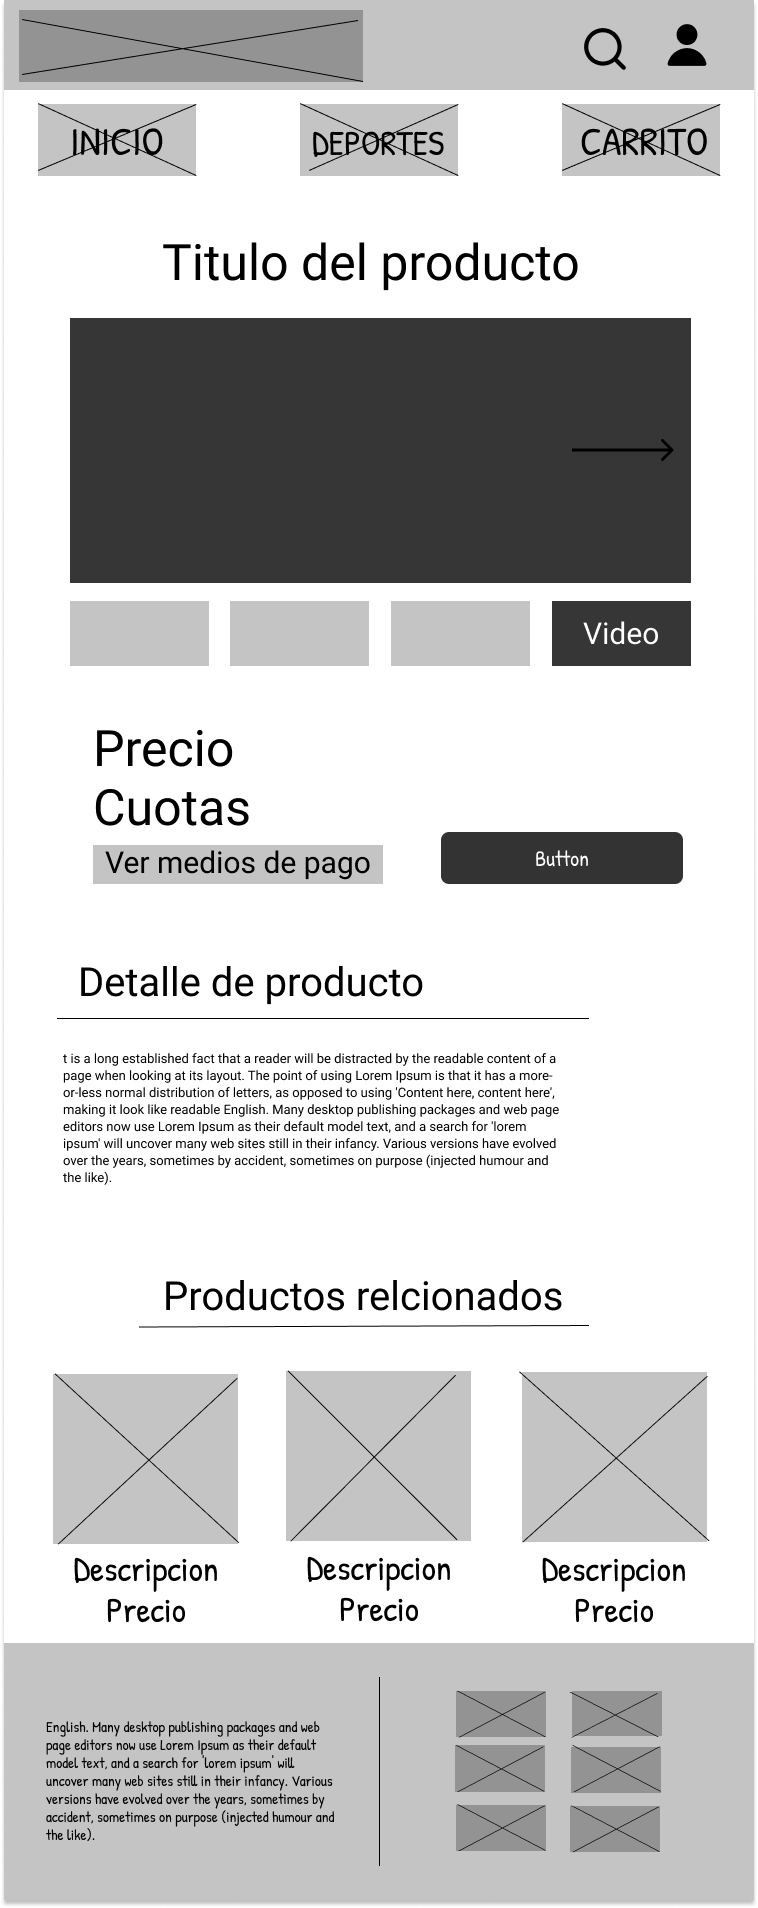 INICIO
DEPORTES
CARRITO
Titulo del producto
Video
Precio
Cuotas
Ver medios de pago
Button
Detalle de producto
t is a long established fact that a reader will be distracted by the readable content of a
page when looking at its layout. The point of using Lorem Ipsum is that it has a more-
or-less normal distribution of letters, as opposed to using 'Content here, content here',
making it look like readable English. Many desktop publishing packages and web page
editors now use Lorem Ipsum as their default model text, and a search for 'lorem
ipsum' will uncover many web sites still in their infancy. Various versions have evolved
over the years, sometimes by accident, sometimes on purpose (injected humour and
the like).
Productos relcionados
Descripcion
Precio
Descripcion
Precio
Descripcion
Precio
English. Many desktop publishing packages and web
page editors now use Lorem Ipsum as their default
model text, and a search for 'lorem ipsum' will
uncover many web sites still in their infancy. Various
versions have evolved over the years, sometimes by
accident, sometimes on purpose (injected humour and
the like).